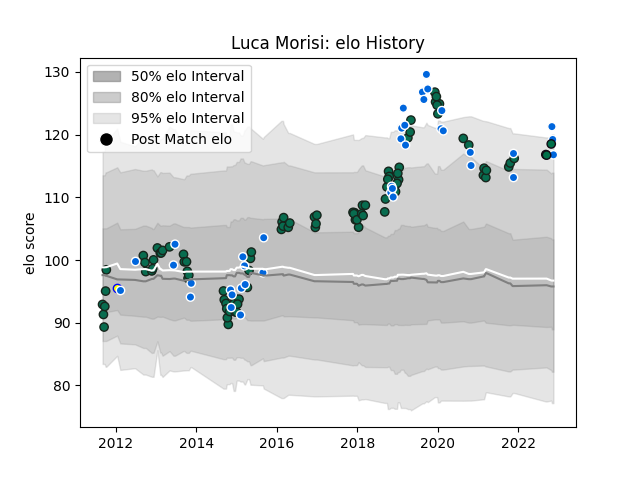 Luca Morisi: elo History
50% elo Interval
80% elo Interval
95% elo Interval
Post Match elo
elo score
130
120
110
100
90
80
2012
2014
2016
2018
2020
2022